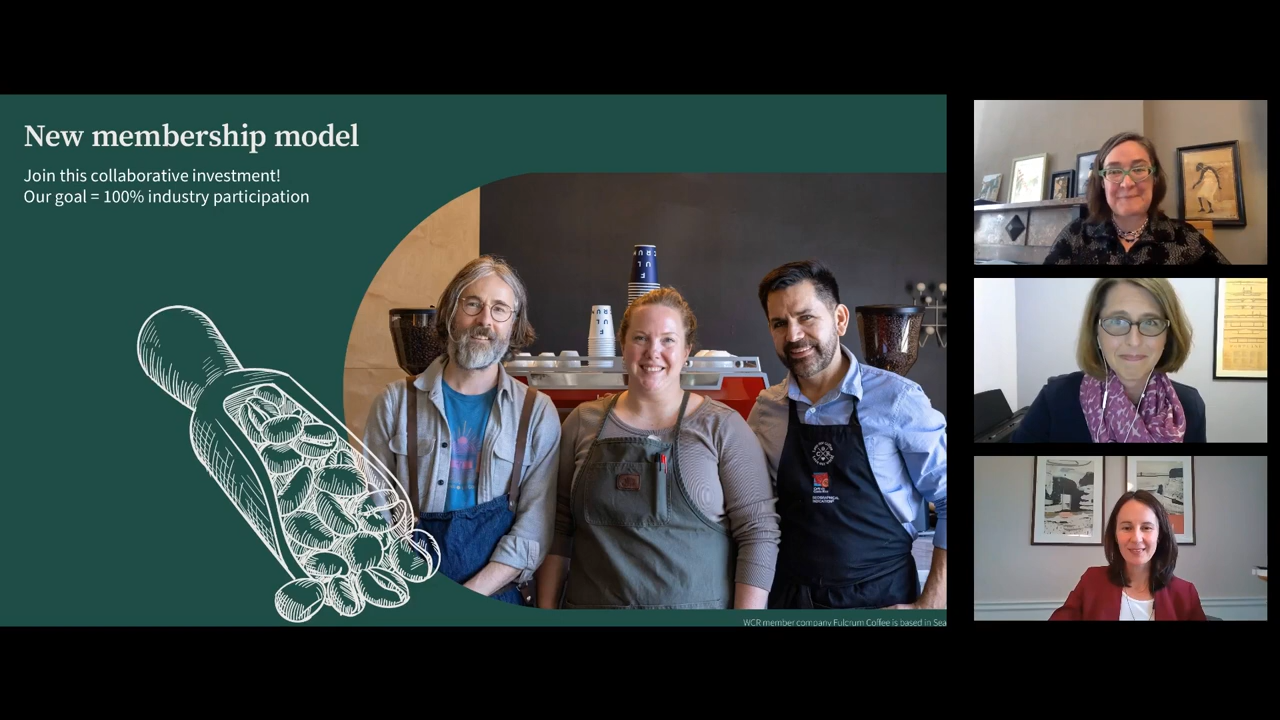 New membership model
Join this collaborative investment!
Our goal = 100% industry participation
WCR member company Fulcrum Coffee is based in Sea